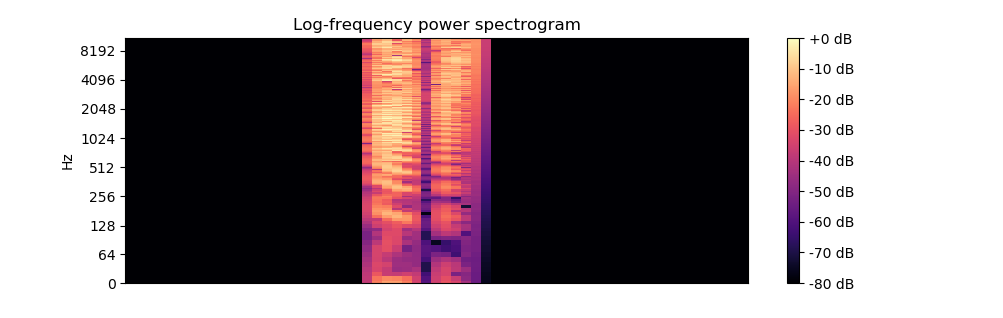 Log-frequency power spectrogram
Hz
8192
4096
2048
1024
512
256
128
64
0
+0 dB
-10 dB
-20 dB
-30 dB
-40 dB
-50 dB
-60 dB
-70 dB
-80 dB